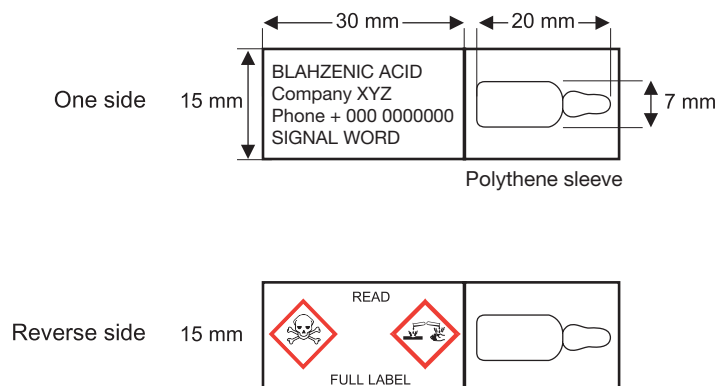 30 mm
20 mm
One side
15 mm
BLAHZENIC ACID
Company XYZ
Phone + 000 0000000
SIGNAL WORD
7 mm
Polythene sleeve
Reverse side
15 mm
READ
FULL LABEL